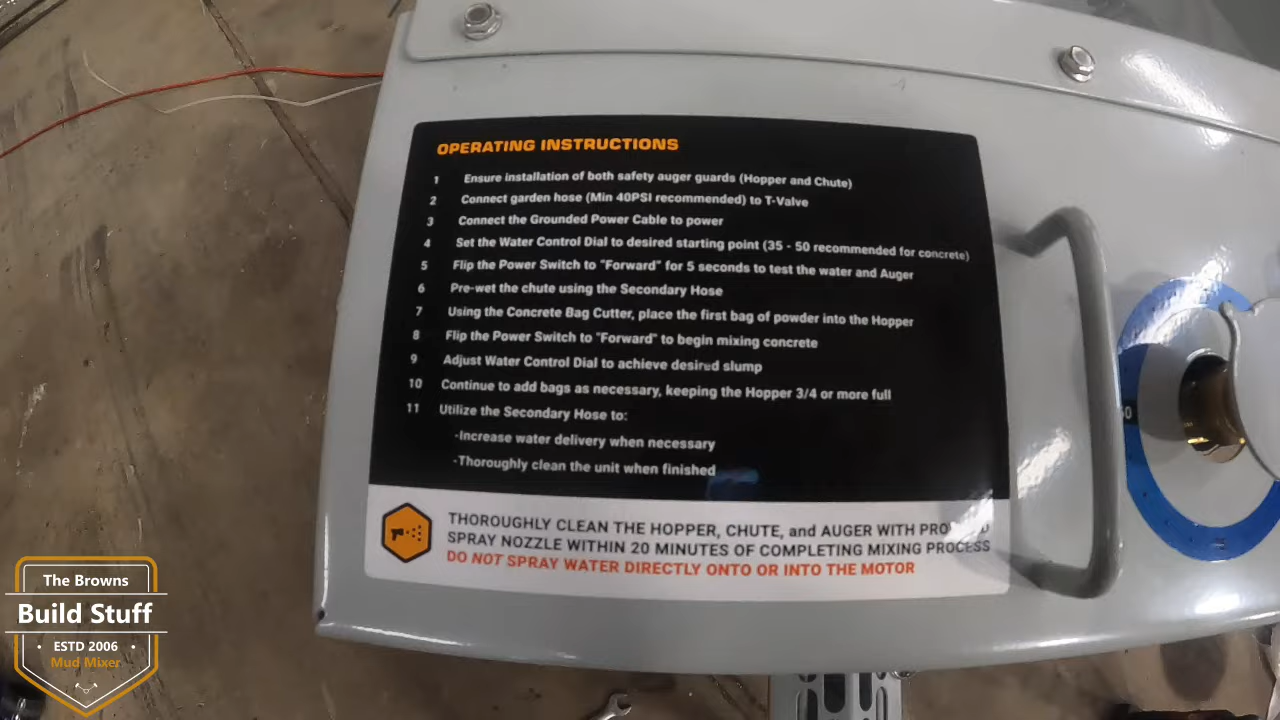 OPERATING INSTRUCTIONS
1 Ensure installation of both safety auger guards (Hopper and Chute)
2 Connect garden hose (Min 40PSI recommended) to T-Valve
3 Connect the Grounded Power Cable to power
4 Set the Water Control Dial to desired starting point (35 - 50 recommended for concrete)
5 Flip the Power Switch to "Forward" for 5 seconds to test the water and Auger
6 Pre-wet the chute using the Secondary Hose
7 Using the Concrete Bag Cutter, place the first bag of powder into the Hopper
8 Flip the Power Switch to "Forward" to begin mixing concrete
9 Adjust Water Control Dial to achieve desired slump
10 Continue to add bags as necessary, keeping the Hopper 3/4 or more full
11 Utilize the Secondary Hose to:
-Increase water delivery when necessary
-Thoroughly clean the unit when finished
THOROUGHLY CLEAN THE HOPPER, CHUTE, and AUGER WITH
SPRAY NOZZLE WITHIN 20 MINUTES OF COMPLETING MIXING PROCESS
DO NOT SPRAY WATER DIRECTLY ONTO OR INTO THE MOTOR
The Browns
Build Stuff
• ESTD 2006 •
Mud Mixer